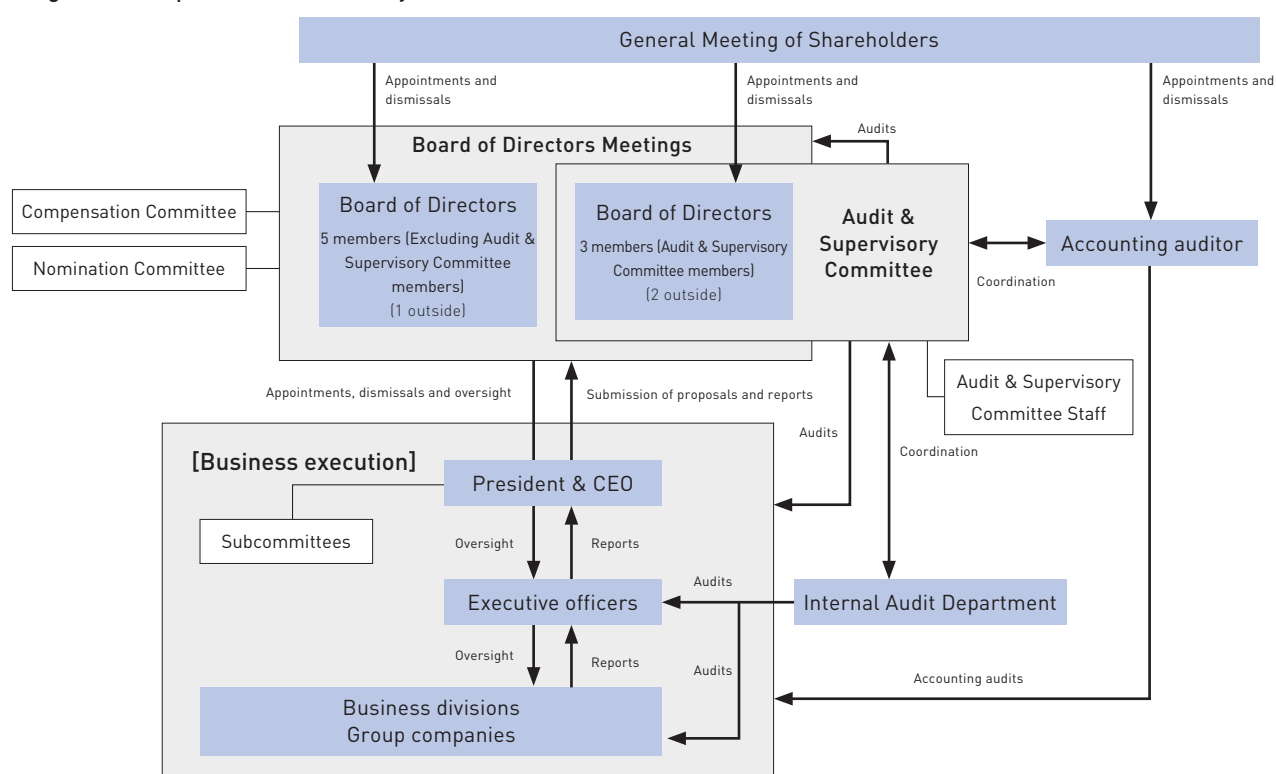 General Meeting of Shareholders
Appointments and
dismissals
Appointments and
dismissals
Appointments and
dismissals
Audits
Board of Directors Meetings
Compensation Committee
Nomination Committee
Board of Directors
5 members (Excluding Audit &
Supervisory Committee
members)
(1 outside)
Board of Directors
3 members (Audit & Supervisory
Committee members)
(2 outside)
Audit &
Supervisory
Committee
Accounting auditor
Coordination
Appointments, dismissals and oversight
Submission of proposals and reports
Audit & Supervisory
Committee Staff
Audits
Coordination
[Business execution]
President & CEO
Subcommittees
Oversight
Reports
Audits
Executive officers
Internal Audit Department
Oversight
Reports
Audits
Accounting audits
Business divisions
Group companies